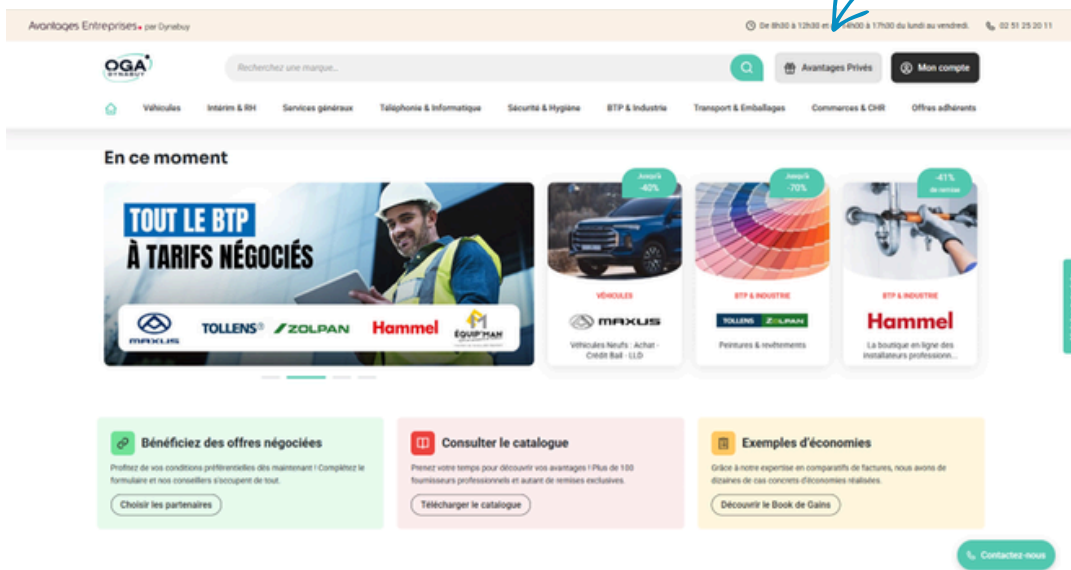 Avantages Entreprises. par Dynabuy
De 8h30 à 12h30 et 14h00 à 17h00 du lundi au vendredi.
02 51 25 20 11
OGA
DYNABUY
Recherchez une marque...
Avantages Privés
Mon compte
Véhicules
Intérim & RH
Services généraux
Téléphonie & Informatique
Sécurité & Hygiène
BTP & Industrie
Transport & Emballages
Commerces & CHR
Offres adhérents
En ce moment
TOUT LE BTP
À TARIFS NÉGOCIÉS
MAXUS
TOLLENS®
ZOLPAN
Hammel
ÉQUIP'MAN
Jusqu'à
-40%
VÉHICULES
MAXUS
Véhicules Neufs : Achat -
Crédit Bail - LLD
Jusqu'à
-70%
BTP & INDUSTRIE
TOLLENS ZOLPAN
Peintures & revêtements
-41%
de remise
BTP & INDUSTRIE
Hammel
La boutique en ligne des
installateurs professionn...
Bénéficiez des offres négociées
Profitez de vos conditions préférentielles dès maintenant ! Complétez le
formulaire et nos conseillers s'occupent de tout.
Choisir les partenaires
Consulter le catalogue
Prenez votre temps pour découvrir vos avantages ! Plus de 100
fournisseurs professionnels et autant de remises exclusives.
Télécharger le catalogue
Exemples d'économies
Grâce à notre expertise en comparatifs de factures, nous avons de
dizaines de cas concrets d'économies réalisées.
Découvrir le Book de Gains
Contactez-nous